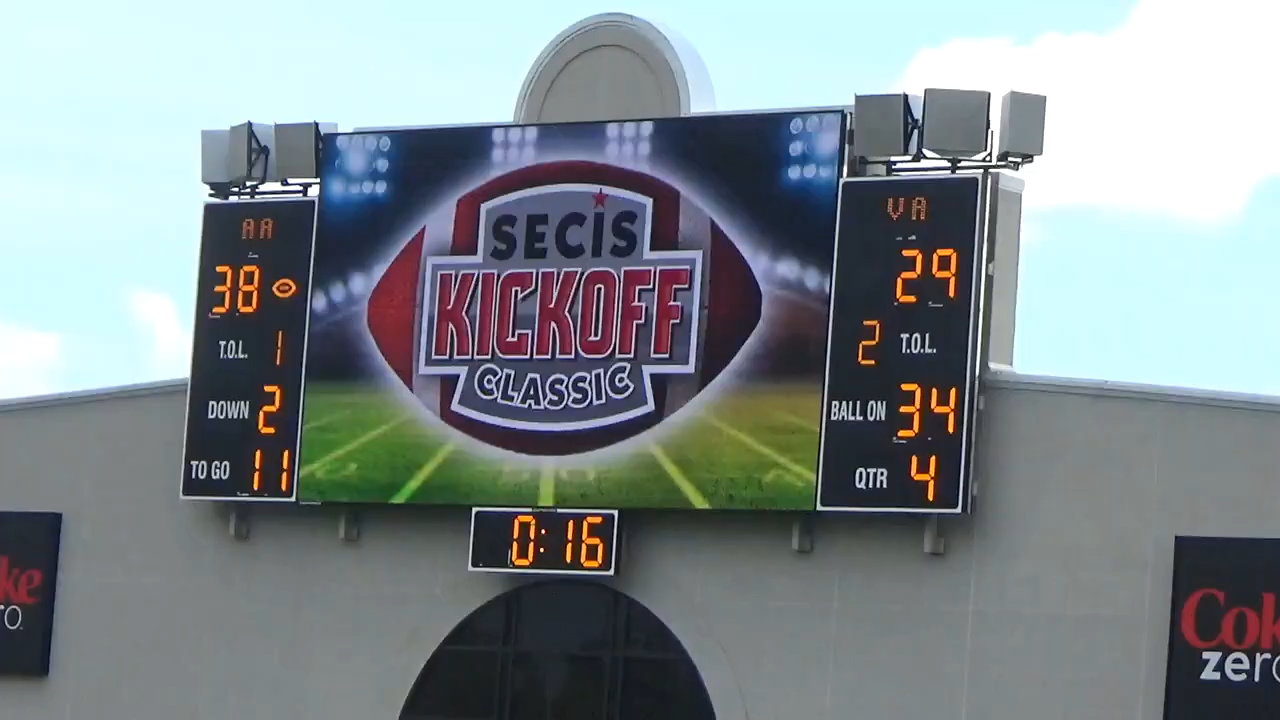 AA
38
T.O.L. 1
DOWN 2
TO GO 11
SECIS
KICKOFF
CLASSIC
VA
29
2 T.O.L.
BALL ON 34
QTR 4
0:16
Coke
zero